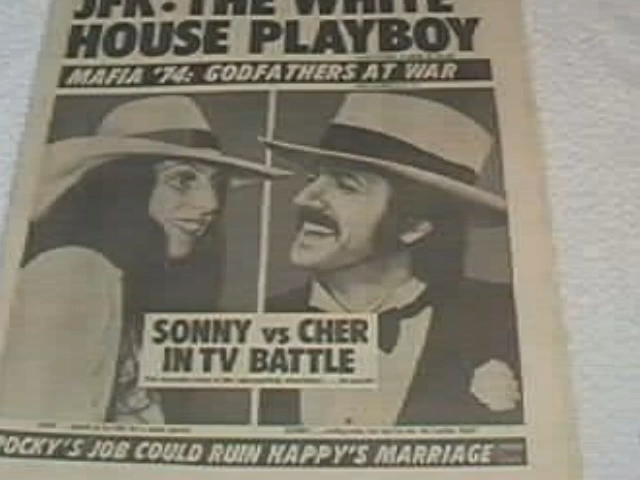 JFK • THE WHITE
HOUSE PLAYBOY
MAFIA '74: GODFATHERS AT WAR
SONNY vs CHER
IN TV BATTLE
ROCKY'S JOB COULD RUIN HAPPY'S MARRIAGE